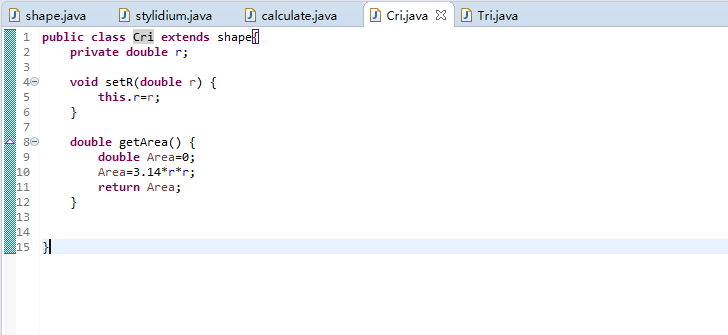 shape.java stylidium.java calculate.java Cri.java Tri.java
1 public class Cri extends shape{
2 private double r;
3
4 void setR(double r) {
5 this.r=r;
6 }
7
8 double getArea() {
9 double Area=0;
10 Area=3.14*r*r;
11 return Area;
12 }
13
14
15 }